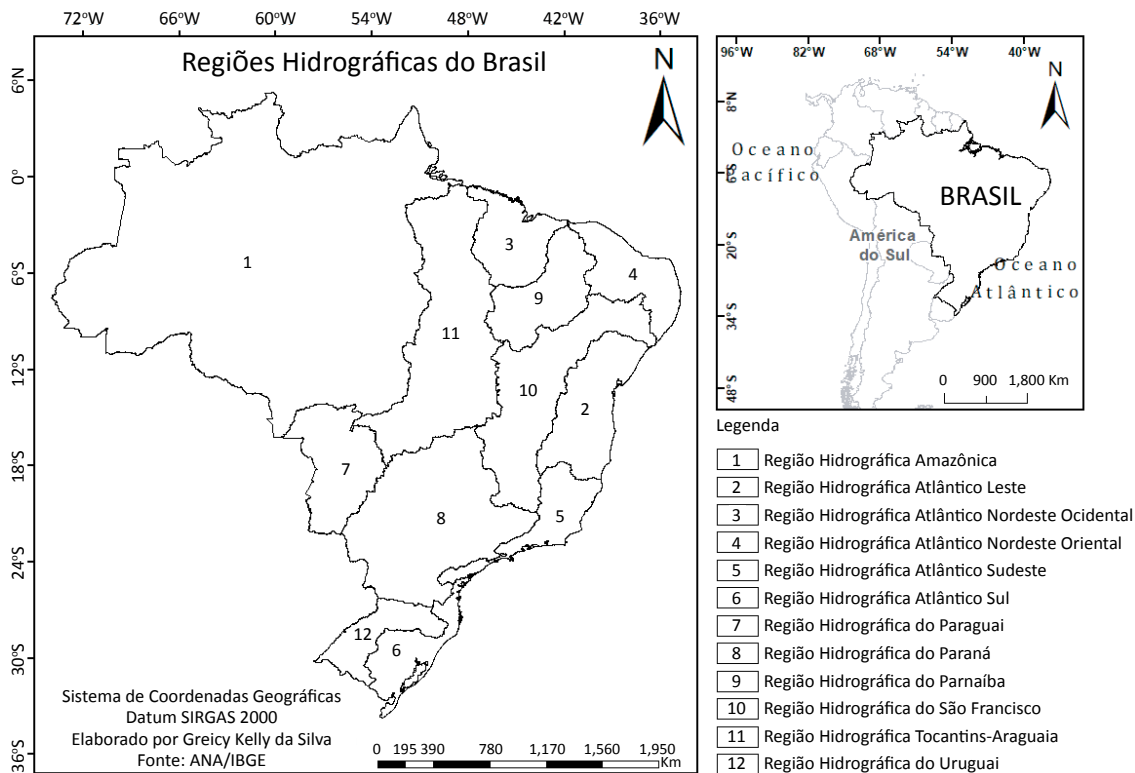 72°W 66°W 60°W 54°W 48°W 42°W 36°W
Regiões Hidrográficas do Brasil
N
6°N
0°
6°S
12°S
18°S
24°S
30°S
36°S
1
3
4
9
11
10
2
7
8
5
12
6
Sistema de Coordenadas Geográficas
Datum SIRGAS 2000
Elaborado por Greicy Kelly da Silva
Fonte: ANA/IBGE
0 195 390 780 1,170 1,560 1,950
Km
96°W 82°W 68°W 54°W 40°W
N
8°N
6°S
20°S
34°S
48°S
Oceano
Pacífico
BRASIL
América
do Sul
Oceano
Atlântico
0 900 1,800 Km
Legenda
1 Região Hidrográfica Amazônica
2 Região Hidrográfica Atlântico Leste
3 Região Hidrográfica Atlântico Nordeste Ocidental
4 Região Hidrográfica Atlântico Nordeste Oriental
5 Região Hidrográfica Atlântico Sudeste
6 Região Hidrográfica Atlântico Sul
7 Região Hidrográfica do Paraguai
8 Região Hidrográfica do Paraná
9 Região Hidrográfica do Parnaíba
10 Região Hidrográfica do São Francisco
11 Região Hidrográfica Tocantins-Araguaia
12 Região Hidrográfica do Uruguai